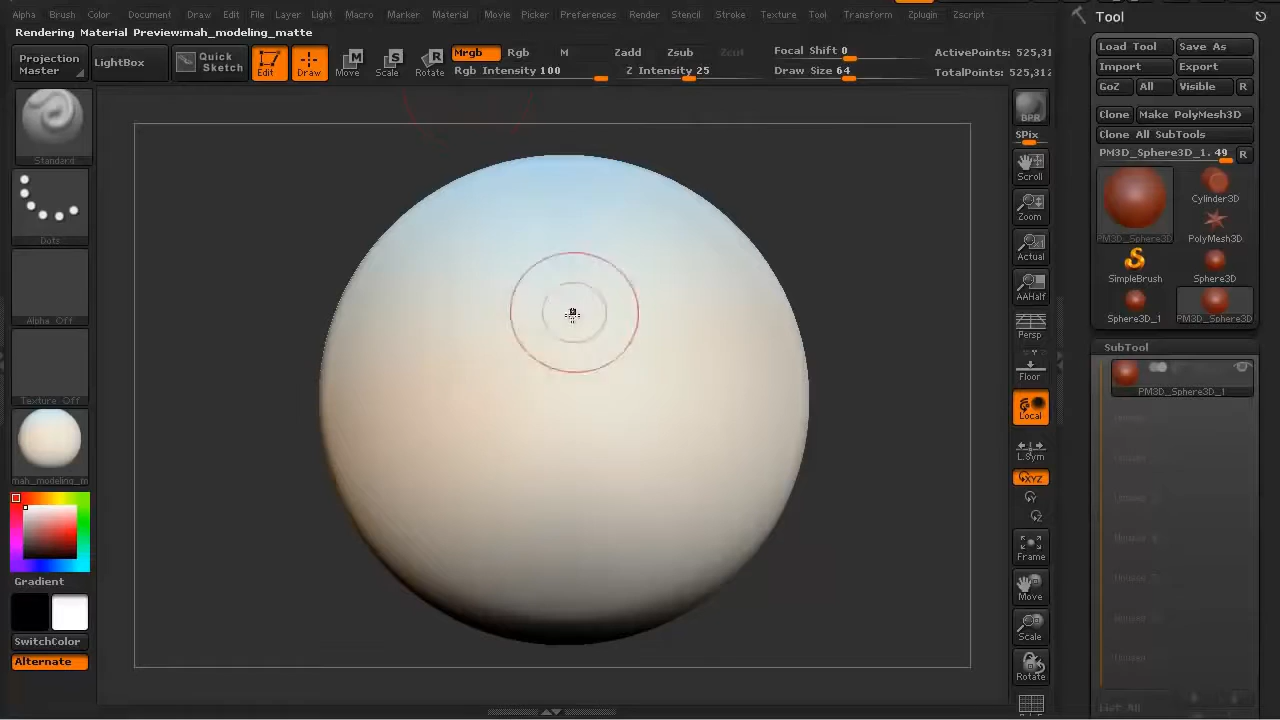 Alpha Brush Color Document Draw Edit File Layer Light Macro Marker Material Movie Picker Preferences Render Stencil Stroke Texture Tool Transform Zplugin Zscript
Rendering Material Preview:mah_modeling_matte
Projection Master
LightBox
Quick Sketch
Edit
Draw
Move
Scale
Rotate
Mrgb Rgb M Zadd Zsub Zcut
Rgb Intensity 100 Z Intensity 25
Focal Shift 0
Draw Size 64
ActivePoints: 525,31
TotalPoints: 525,312
Standard
Dots
Alpha Off
Texture Off
mah_modeling_m
Gradient
SwitchColor
Alternate
BPR
SPix
Scroll
Zoom
Actual
AAHalf
Persp
Floor
Local
L.Sym
XYZ
Y
Z
Frame
Move
Scale
Rotate
Tool
Load Tool Save As
Import Export
GoZ All Visible R
Clone Make PolyMesh3D
Clone All SubTools
PM3D_Sphere3D_1. 49 R
PM3D_Sphere3D
Cylinder3D
PolyMesh3D
SimpleBrush Sphere3D
Sphere3D_1 PM3D_Sphere3D
SubTool
PM3D_Sphere3D_1
List All